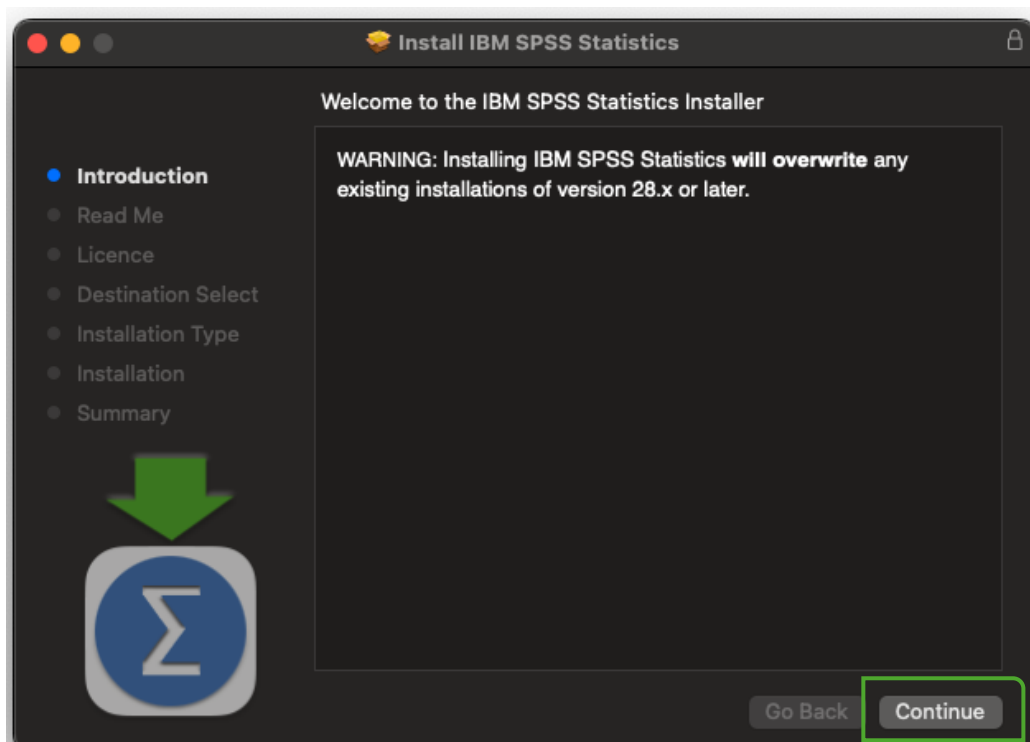 Install IBM SPSS Statistics
Welcome to the IBM SPSS Statistics Installer
WARNING: Installing IBM SPSS Statistics will overwrite any
existing installations of version 28.x or later.
Introduction
Read Me
Licence
Destination Select
Installation Type
Installation
Summary
Σ
Go Back
Continue